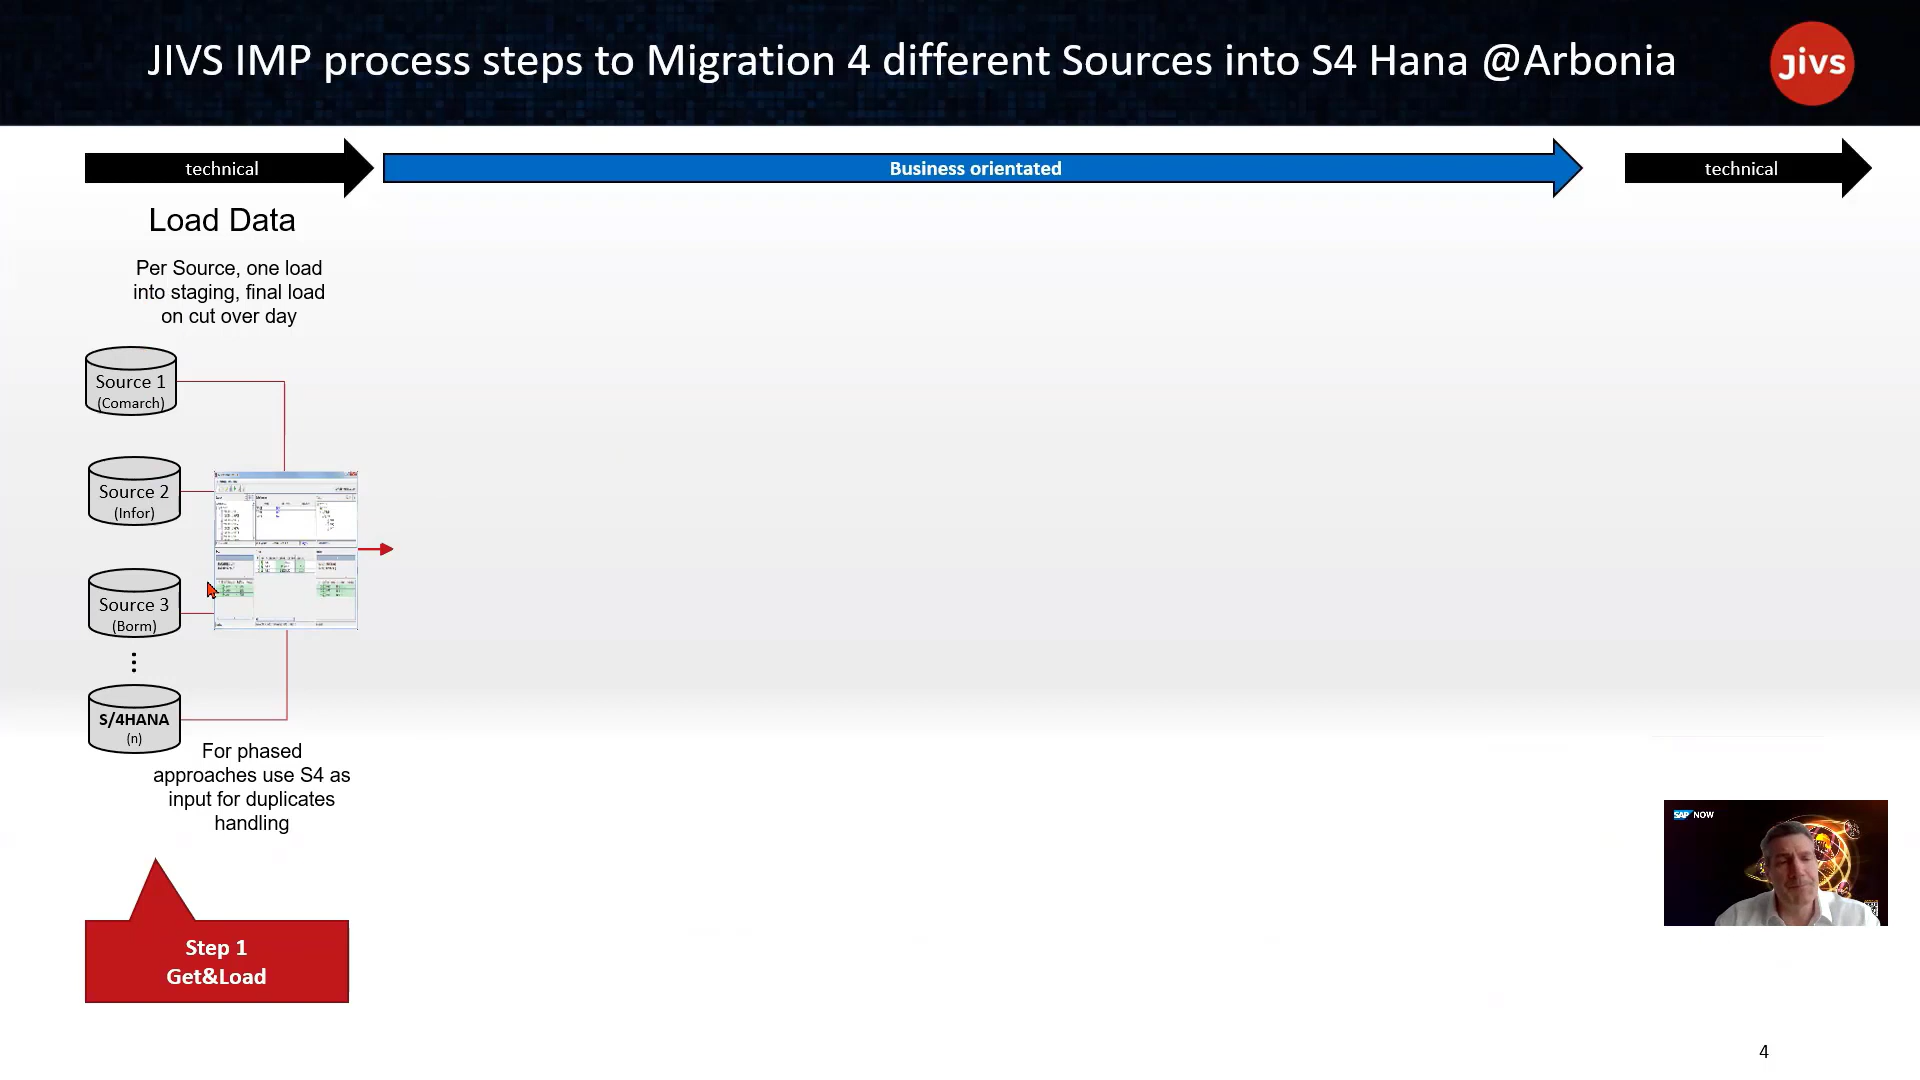 JIVS IMP process steps to Migration 4 different Sources into S4 Hana @Arbonia
Jivs
technical
Business orientated
technical
Load Data
Per Source, one load
into staging, final load
on cut over day
Source 1
(Comarch)
Source 2
(Infor)
Source 3
(Borm)
S/4HANA
(n)
For phased
approaches use S4 as
input for duplicates
handling
Step 1
Get&Load
SAP NOW
4